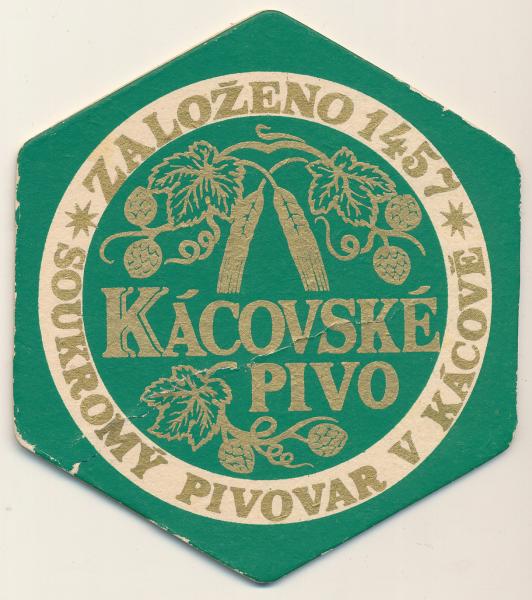 ZALOŽENO 1457
KÁCOVSKÉ
PIVO
SOUKROMÝ PIVOVAR V KÁCOVĚ